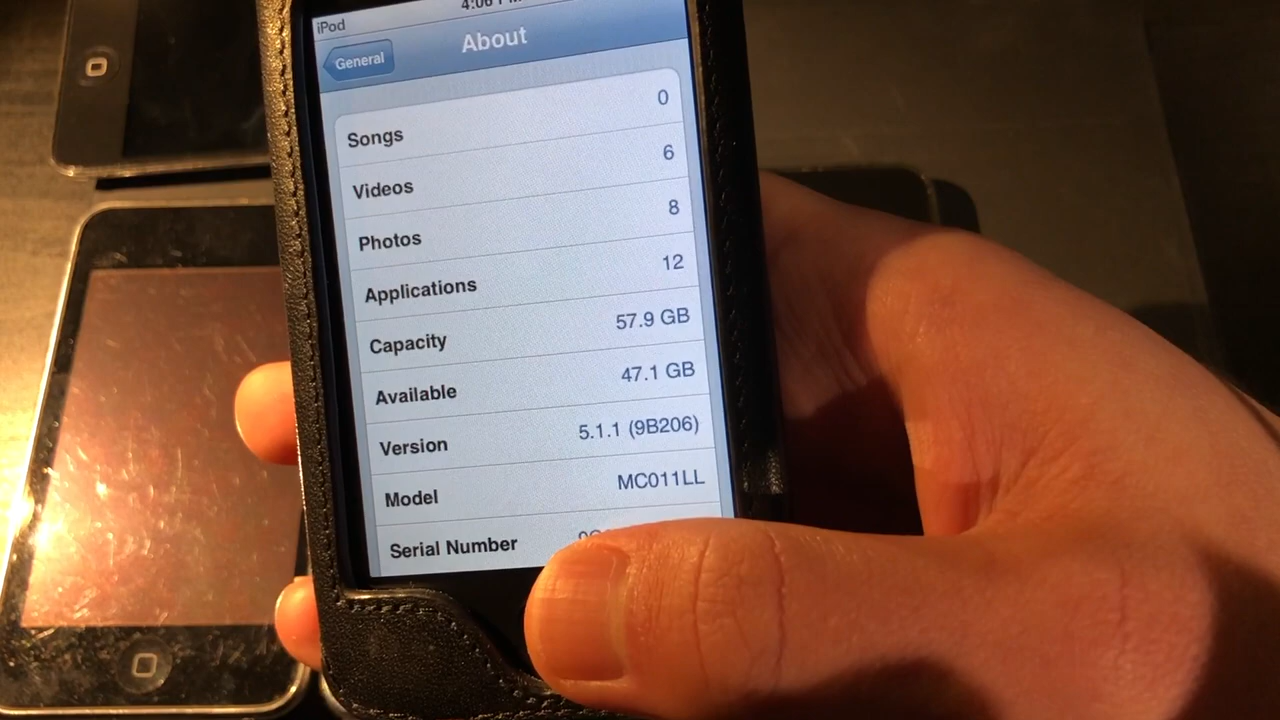 iPod
General
About
Songs 0
Videos 6
Photos 8
Applications 12
Capacity 57.9 GB
Available 47.1 GB
Version 5.1.1 (9B206)
Model MC011LL
Serial Number